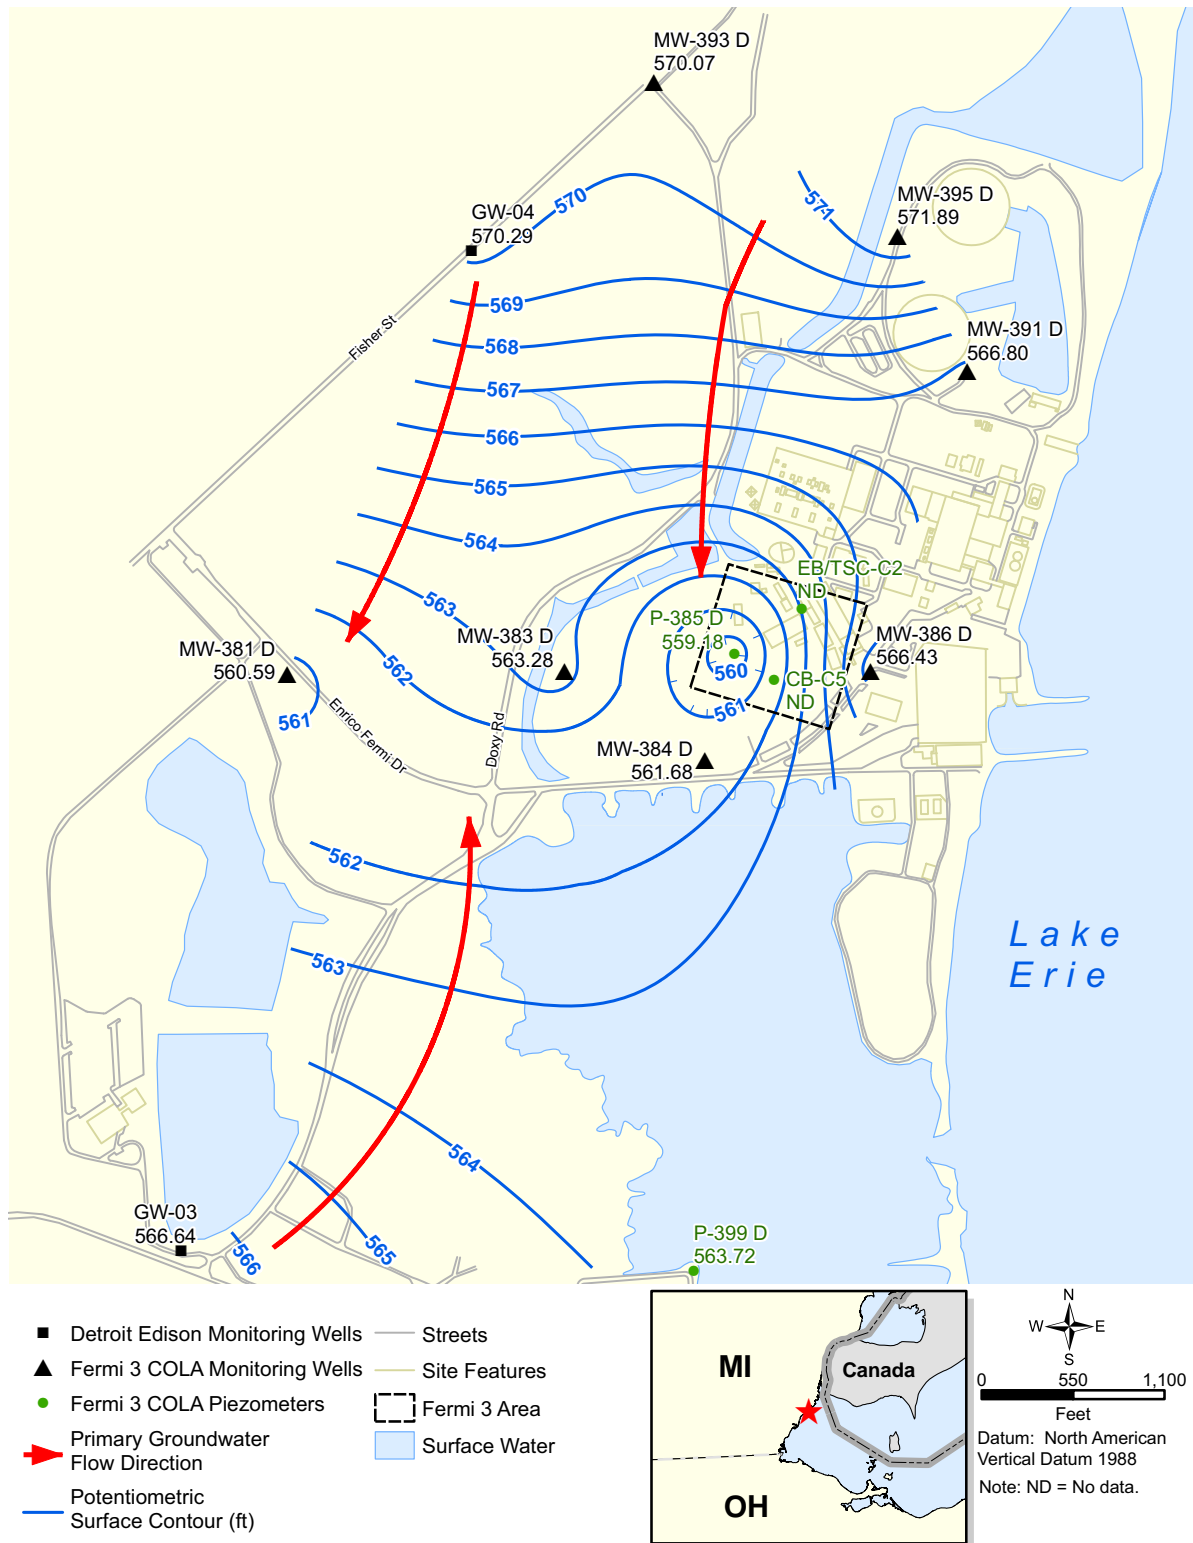 MW-393 D
570.07
MW-395 D
571.89
GW-04
570.29
570
571
569
568
567
566
565
564
563
562
561
Fisher St
MW-391 D
566.80
EB/TSC-C2
ND
P-385 D
559.18
MW-383 D
563.28
MW-386 D
566.43
MW-381 D
560.59
560
CB-C5
ND
561
Enrico Fermi Dr
Doxy Rd
MW-384 D
561.68
562
563
Lake
Erie
564
GW-03
566.64
566
565
P-399 D
563.72
Detroit Edison Monitoring Wells
Fermi 3 COLA Monitoring Wells
Fermi 3 COLA Piezometers
Primary Groundwater
Flow Direction
Potentiometric
Surface Contour (ft)
Streets
Site Features
Fermi 3 Area
Surface Water
MI
Canada
OH
N
W E
S
0 550 1,100
Feet
Datum: North American
Vertical Datum 1988
Note: ND = No data.